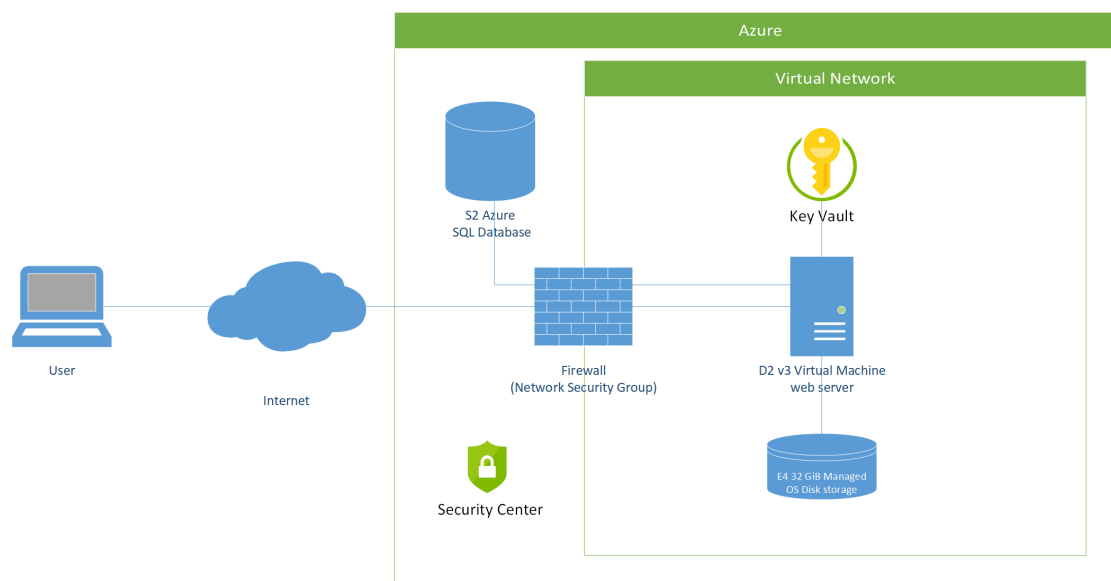 Azure
Virtual Network
S2 Azure
SQL Database
Key Vault
User
Internet
Firewall
(Network Security Group)
D2 v3 Virtual Machine
web server
E4 32 GiB Managed
OS Disk storage
Security Center